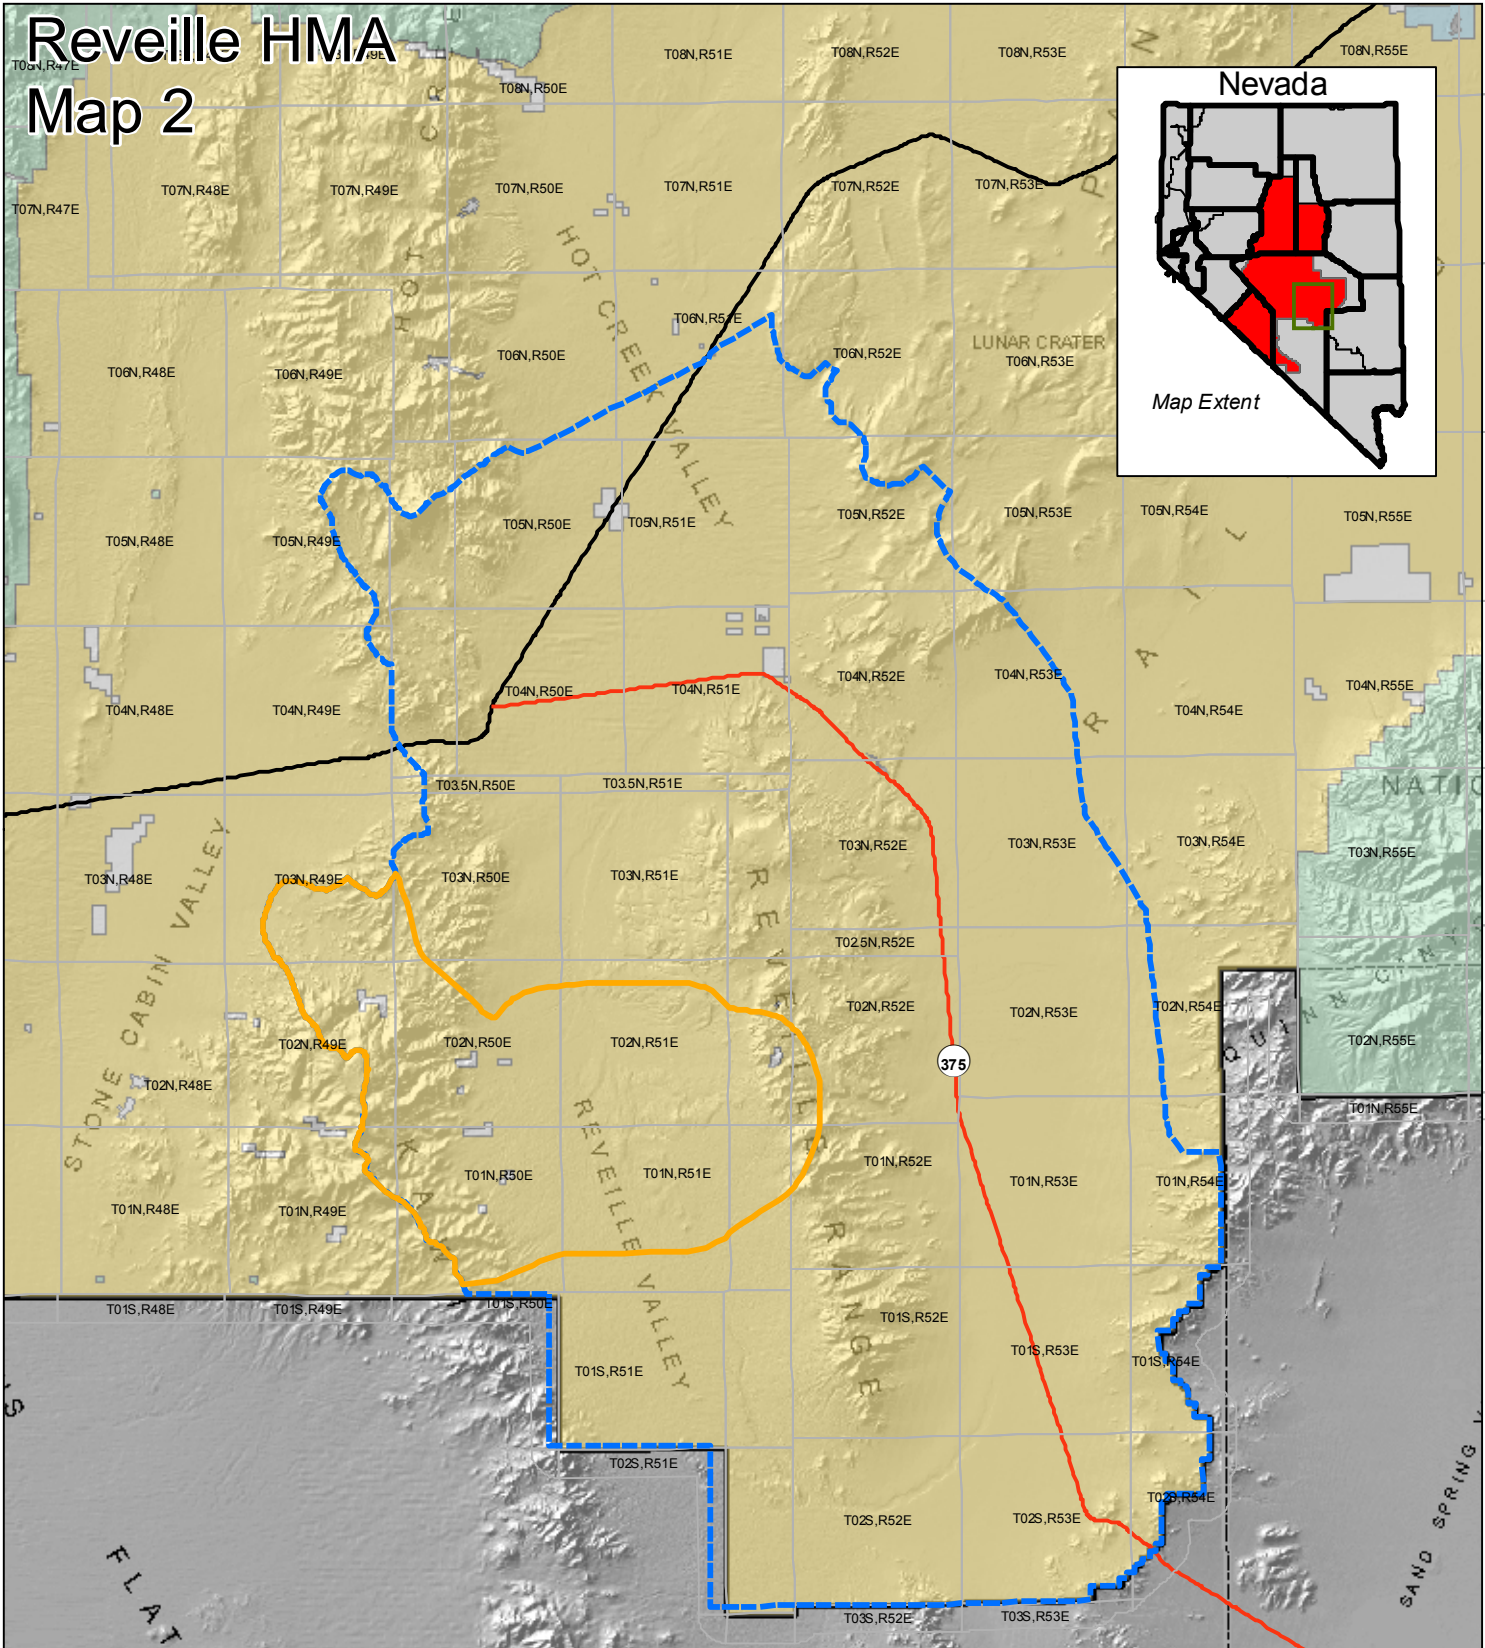 Reveille HMA
Map 2
Nevada
Map Extent
T08N,R47E
T08N,R50E
T08N,R51E
T08N,R52E
T08N,R53E
T08N,R55E
T07N,R47E
T07N,R48E
T07N,R49E
T07N,R50E
T07N,R51E
T07N,R52E
T07N,R53E
HOT CR
HOT CREEK VALLEY
LUNAR CRATER
T06N,R48E
T06N,R49E
T06N,R50E
T06N,R51E
T06N,R52E
T06N,R53E
T05N,R48E
T05N,R49E
T05N,R50E
T05N,R51E
T05N,R52E
T05N,R53E
T05N,R54E
T05N,R55E
T04N,R48E
T04N,R49E
T04N,R50E
T04N,R51E
T04N,R52E
T04N,R53E
T04N,R54E
T04N,R55E
T03.5N,R50E
T03.5N,R51E
NATIO
T03N,R48E
T03N,R49E
T03N,R50E
T03N,R51E
T03N,R52E
T03N,R53E
T03N,R54E
T03N,R55E
T02.5N,R52E
STONE CABIN VALLEY
REVEILLE RANGE
T02N,R48E
T02N,R49E
T02N,R50E
T02N,R51E
T02N,R52E
T02N,R53E
T02N,R54E
T02N,R55E
375
QUINN CANY
REVEILLE VALLEY
T01N,R48E
T01N,R49E
T01N,R50E
T01N,R51E
T01N,R52E
T01N,R53E
T01N,R54E
T01N,R55E
T01S,R48E
T01S,R49E
T01S,R50E
T01S,R51E
T01S,R52E
T01S,R53E
T01S,R54E
T02S,R51E
T02S,R52E
T02S,R53E
T02S,R54E
T03S,R52E
T03S,R53E
FLAT
SAND SPRING